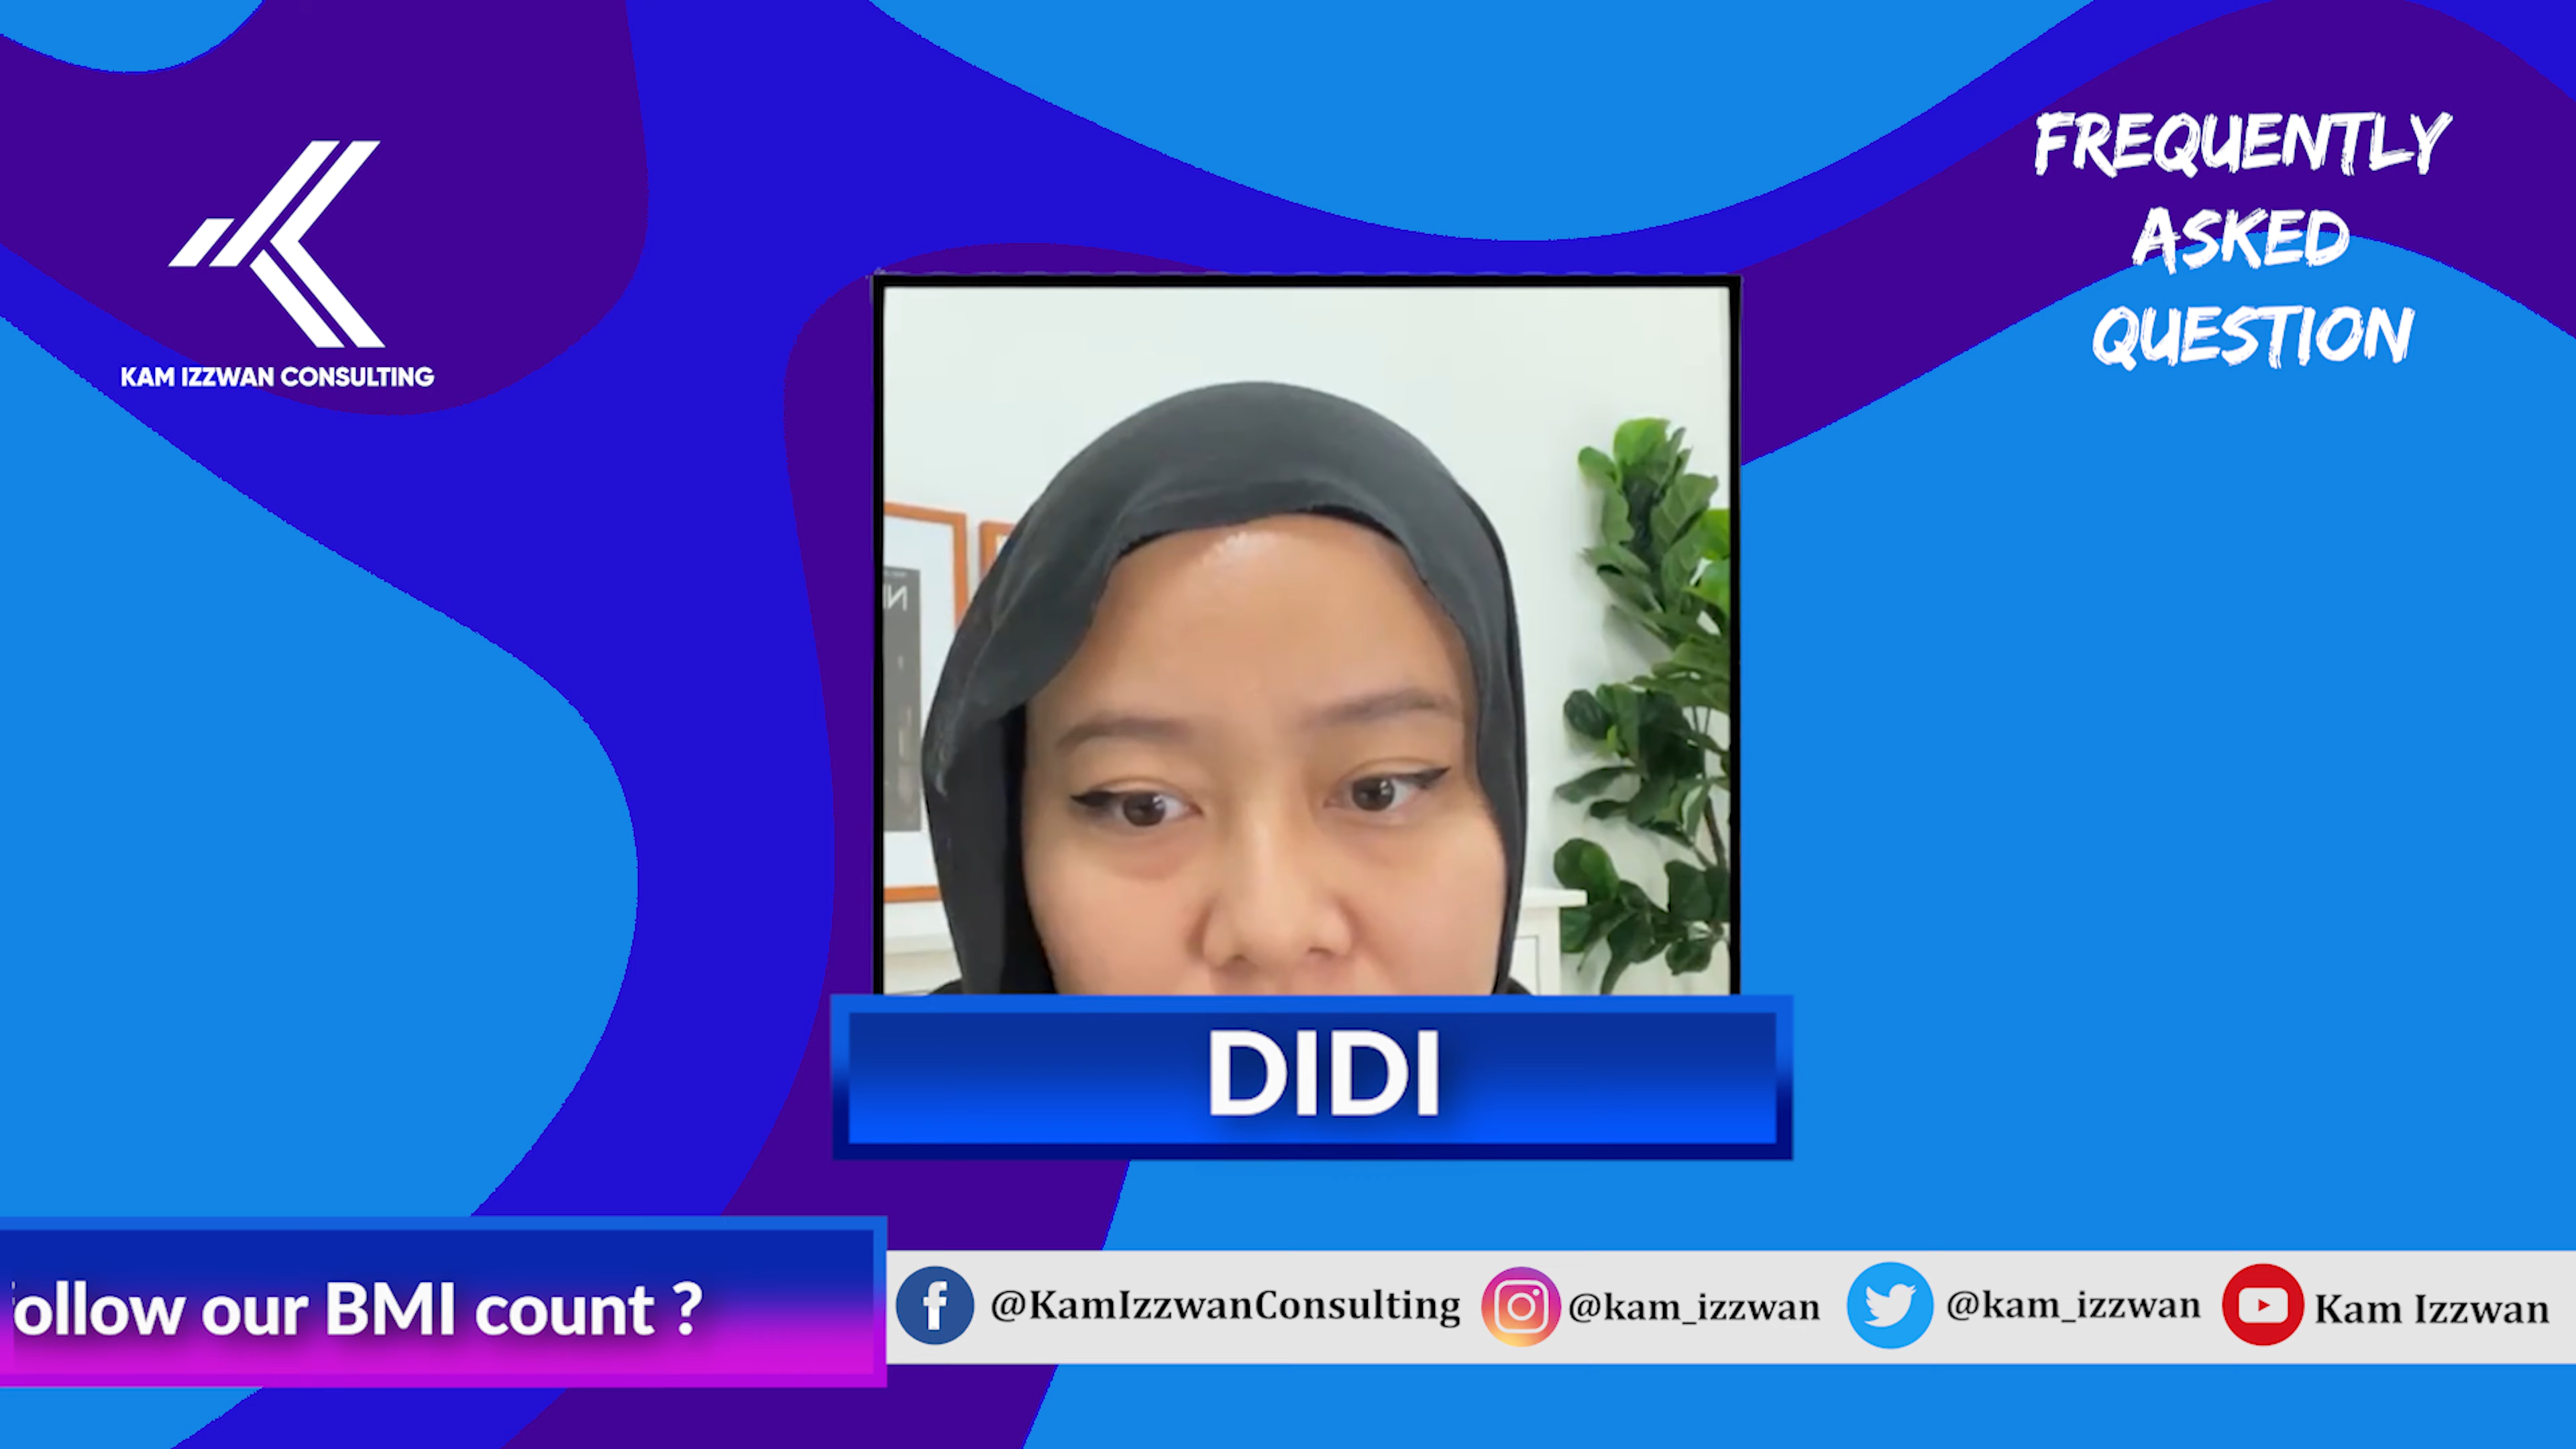 KAM IZZWAN CONSULTING
FREQUENTLY
ASKED
QUESTION
DIDI
ollow our BMI count ?
@KamIzzwanConsulting @kam_izzwan @kam_izzwan Kam Izzwan